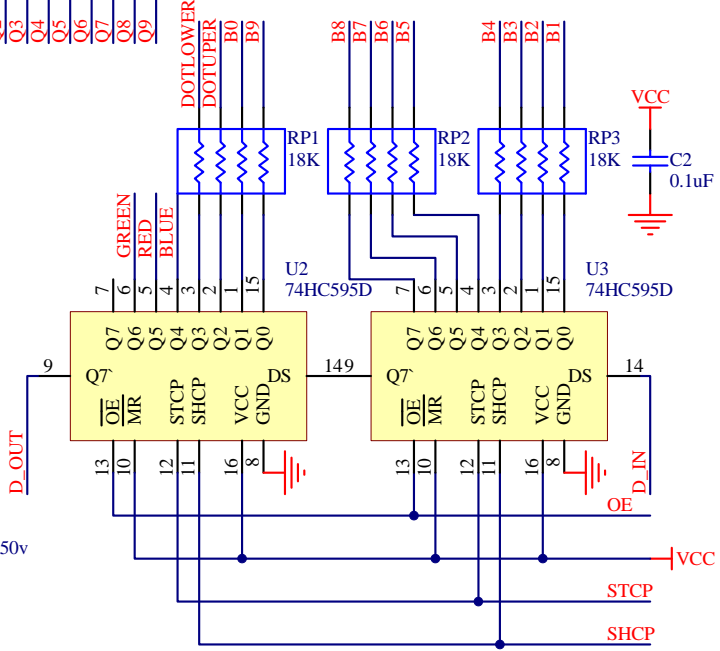 Q3
Q4
Q5
Q6
Q7
Q8
Q9
DOTLOWER
DOTUPER
B0
B9
B8
B7
B6
B5
B4
B3
B2
B1
VCC
RP1
18K
RP2
18K
RP3
18K
C2
0.1uF
GREEN
RED
BLUE
U2
74HC595D
U3
74HC595D
7
6
5
4
3
2
1
15
7
6
5
4
3
2
1
15
Q7
Q6
Q5
Q4
Q3
Q2
Q1
Q0
Q7
Q6
Q5
Q4
Q3
Q2
Q1
Q0
9
Q7`
DS
14
9
Q7`
DS
14
OE
MR
STCP
SHCP
VCC
GND
OE
MR
STCP
SHCP
VCC
GND
13
10
12
11
16
8
13
10
12
11
16
8
D_OUT
D_IN
OE
50v
VCC
STCP
SHCP